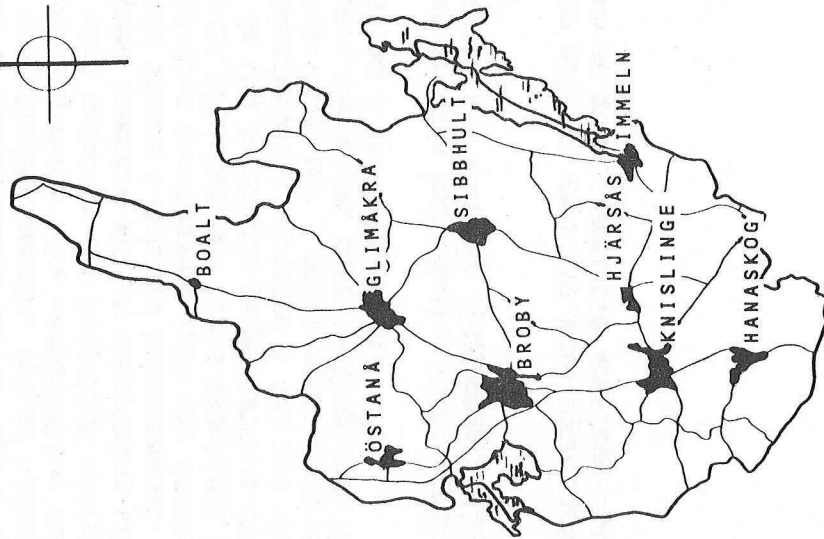 BOALT
GLIMÅKRA
ÖSTANÅ
SIBBHULT
BROBY
IMMELN
HJÄRSÅS
KNISLINGE
HANASKOG